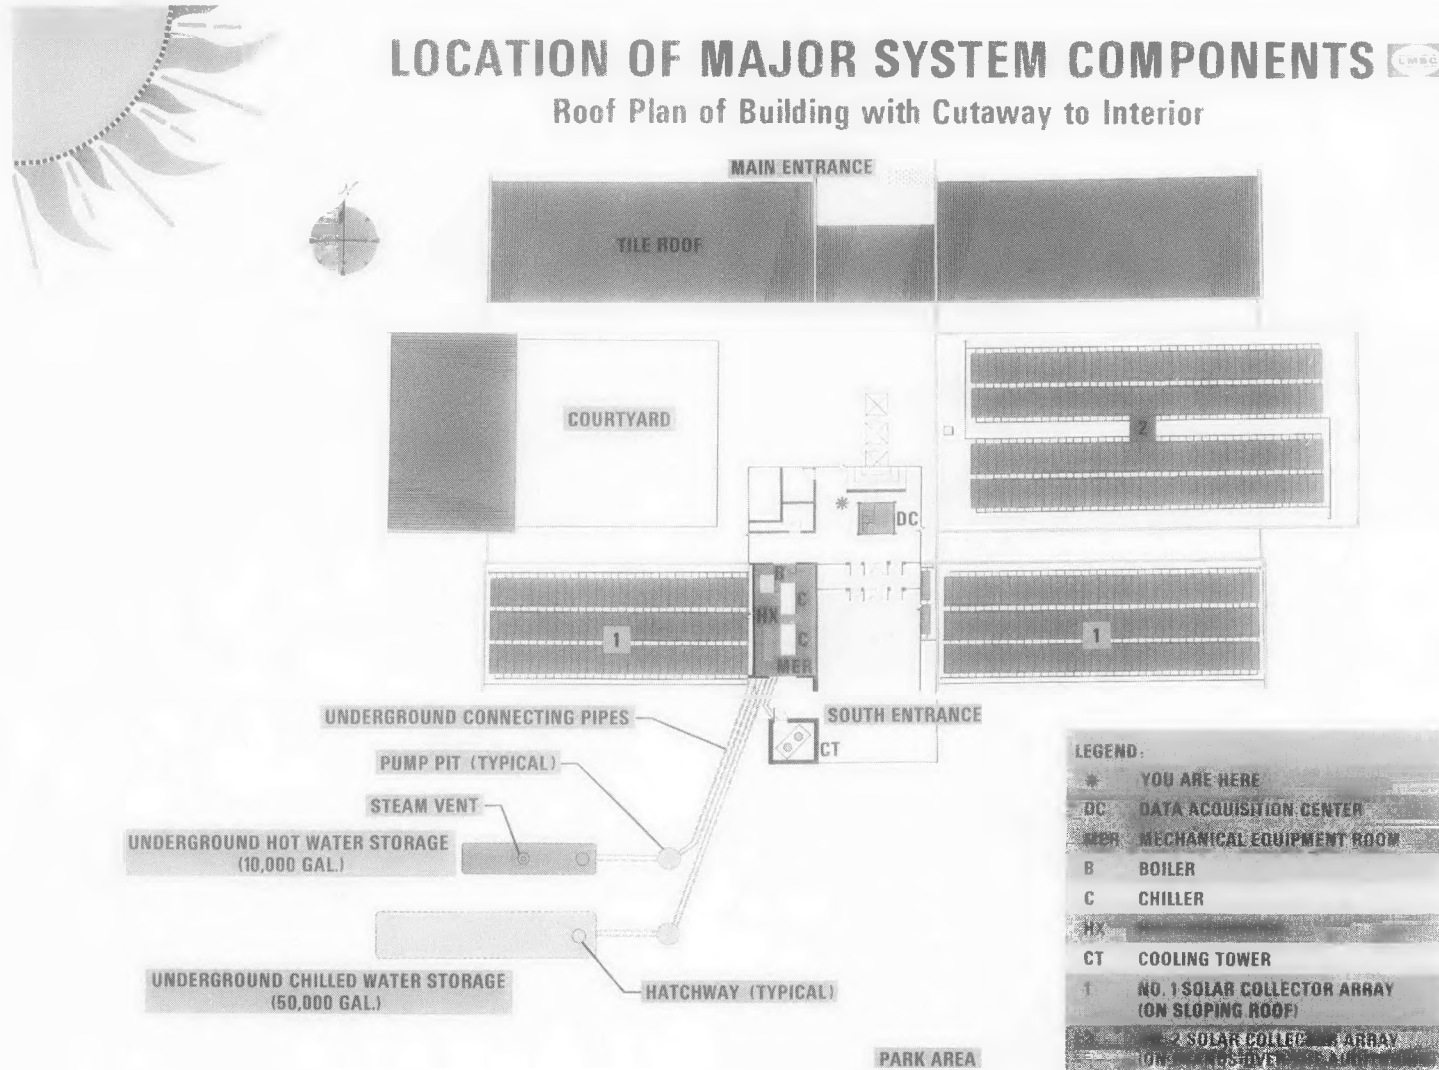 LOCATION OF MAJOR SYSTEM COMPONENTS
LMSC
Roof Plan of Building with Cutaway to Interior
MAIN ENTRANCE
N
TILE ROOF
COURTYARD
2
DC
B
C
HX
C
MER
1
1
UNDERGROUND CONNECTING PIPES
SOUTH ENTRANCE
CT
PUMP PIT (TYPICAL)
STEAM VENT
UNDERGROUND HOT WATER STORAGE
(10,000 GAL.)
UNDERGROUND CHILLED WATER STORAGE
(50,000 GAL.)
HATCHWAY (TYPICAL)
PARK AREA
LEGEND:
* YOU ARE HERE
DC DATA ACQUISITION CENTER
MER MECHANICAL EQUIPMENT ROOM
B BOILER
C CHILLER
HX
CT COOLING TOWER
1 NO. 1 SOLAR COLLECTOR ARRAY
(ON SLOPING ROOF)
2 SOLAR COLLECTOR ARRAY
(ON